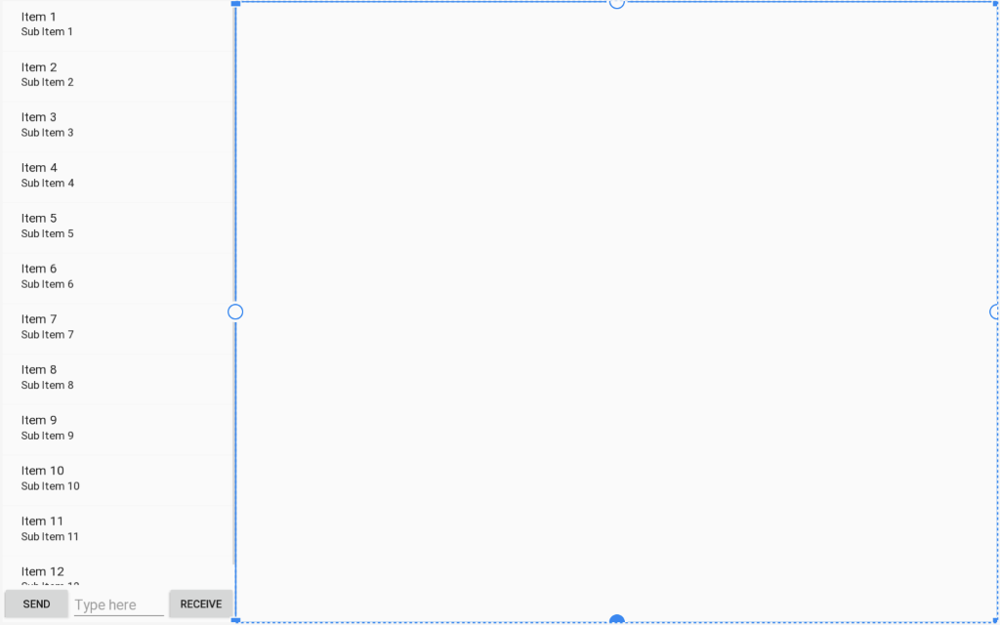 Item 1
Sub Item 1
Item 2
Sub Item 2
Item 3
Sub Item 3
Item 4
Sub Item 4
Item 5
Sub Item 5
Item 6
Sub Item 6
Item 7
Sub Item 7
Item 8
Sub Item 8
Item 9
Sub Item 9
Item 10
Sub Item 10
Item 11
Sub Item 11
Item 12
SEND Type here RECEIVE